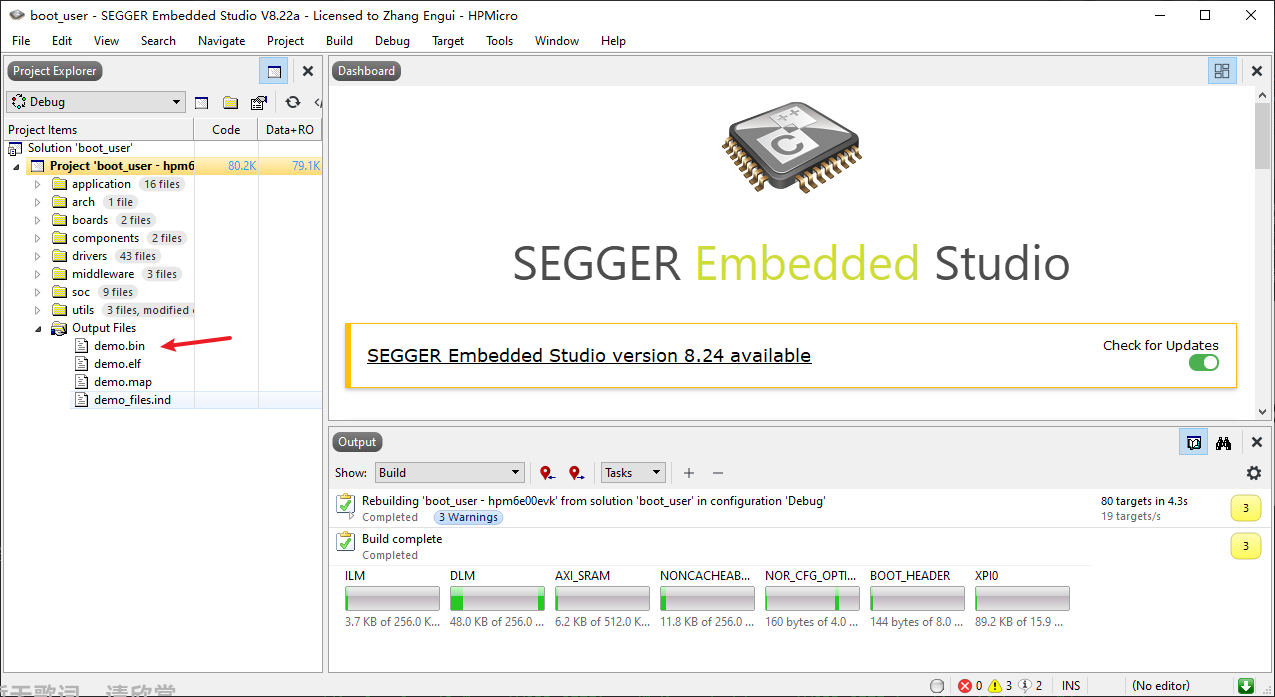 boot_user - SEGGER Embedded Studio V8.22a - Licensed to Zhang Engui - HPMicro
File Edit View Search Navigate Project Build Debug Target Tools Window Help
Project Explorer
Debug
Project Items Code Data+RO
Solution 'boot_user'
Project 'boot_user - hpm6 80.2K 79.1K
application 16 files
arch 1 file
boards 2 files
components 2 files
drivers 43 files
middleware 3 files
soc 9 files
utils 3 files, modified
Output Files
demo.bin
demo.elf
demo.map
demo_files.ind
Dashboard
C
SEGGER Embedded Studio
SEGGER Embedded Studio version 8.24 available
Check for Updates
Output
Show: Build Tasks
Rebuilding 'boot_user - hpm6e00evk' from solution 'boot_user' in configuration 'Debug' 80 targets in 4.3s
Completed 3 Warnings 19 targets/s 3
Build complete
Completed 3
ILM DLM AXI_SRAM NONCACHEAB... NOR_CFG_OPTI... BOOT_HEADER XPI0
3.7 KB of 256.0 K... 48.0 KB of 256.0 ... 6.2 KB of 512.0 K... 11.8 KB of 256.0 ... 160 bytes of 4.0 ... 144 bytes of 8.0 ... 89.2 KB of 15.9 ...
0 3 2 INS (No editor)